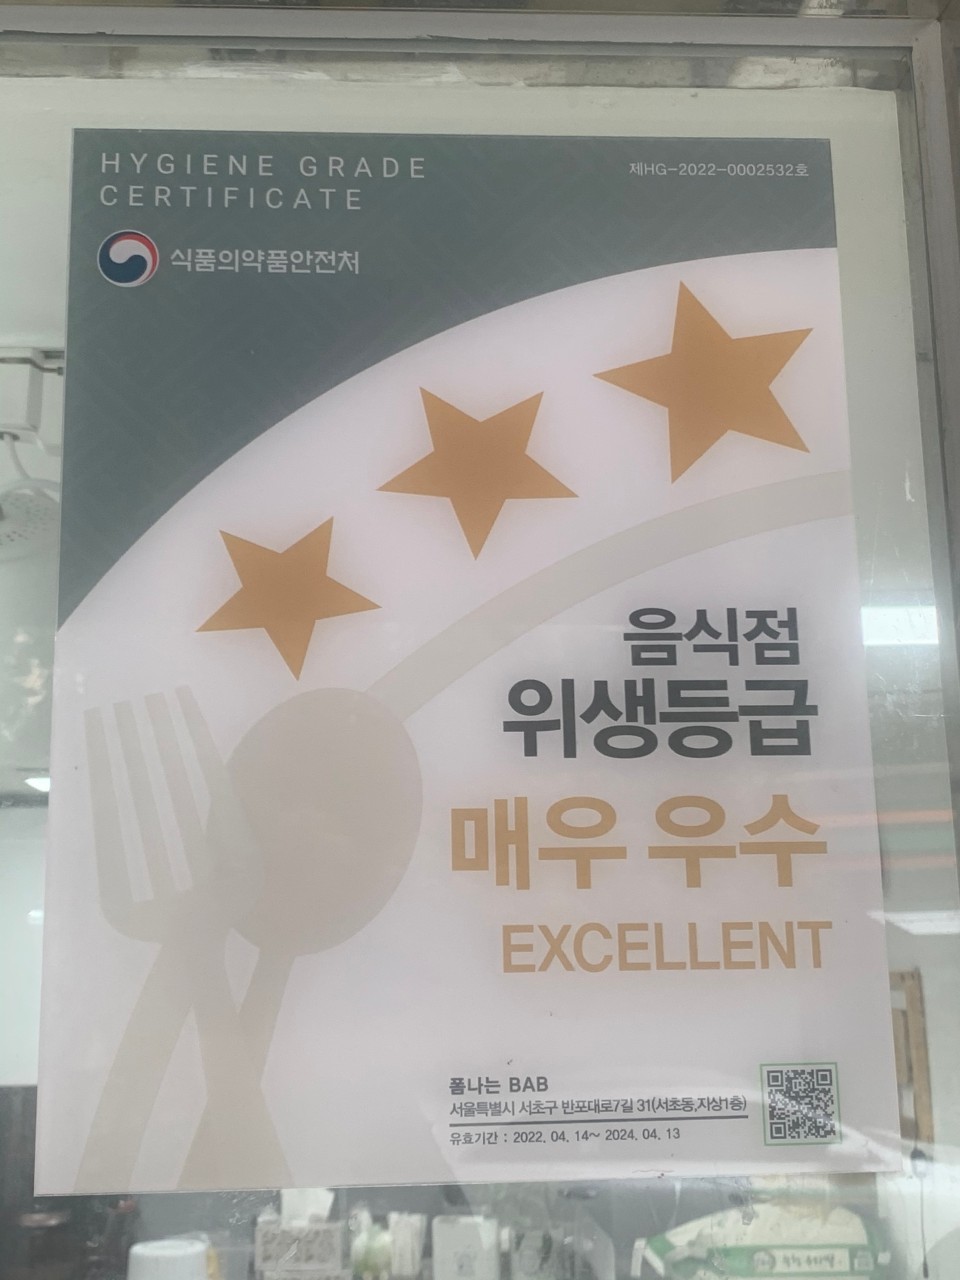 HYGIENE GRADE
CERTIFICATE
제HG-2022-0002532호
식품의약품안전처
음식점
위생등급
매우 우수
EXCELLENT
폼나는 BAB
서울특별시 서초구 반포대로7길 31(서초동,지상1층)
유효기간 : 2022. 04. 14~ 2024. 04. 13